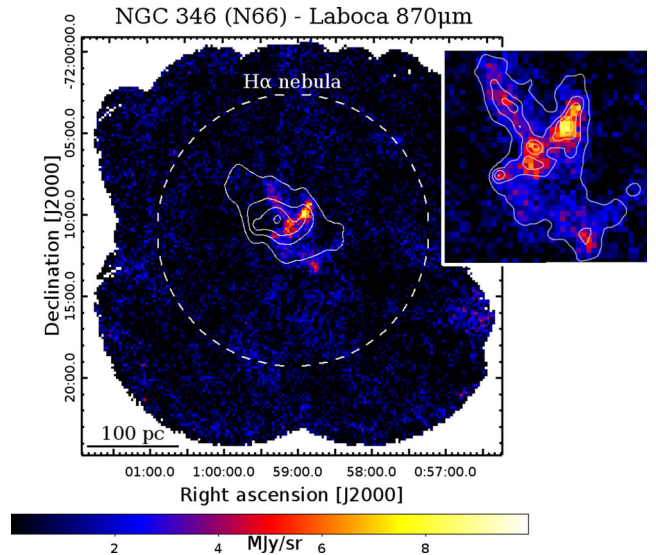 NGC 346 (N66) - Laboca 870μm
Hα nebula
-72:00:00.0
05:00.0
10:00.0
15:00.0
20:00.0
Declination [J2000]
100 pc
01:00.0
1:00:00.0
59:00.0
58:00.0
0:57:00.0
Right ascension [J2000]
2
4
6
8
MJy/sr